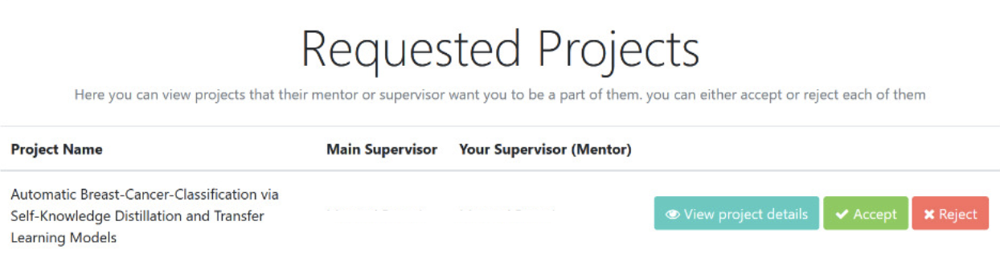 Requested Projects
Here you can view projects that their mentor or supervisor want you to be a part of them. you can either accept or reject each of them
Project Name Main Supervisor Your Supervisor (Mentor)
Automatic Breast-Cancer-Classification via
Self-Knowledge Distillation and Transfer
Learning Models
View project details Accept Reject